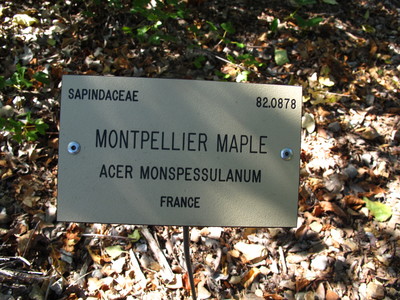 SAPINDACEAE 82.0878
MONTPELLIER MAPLE
ACER MONSPESSULANUM
FRANCE